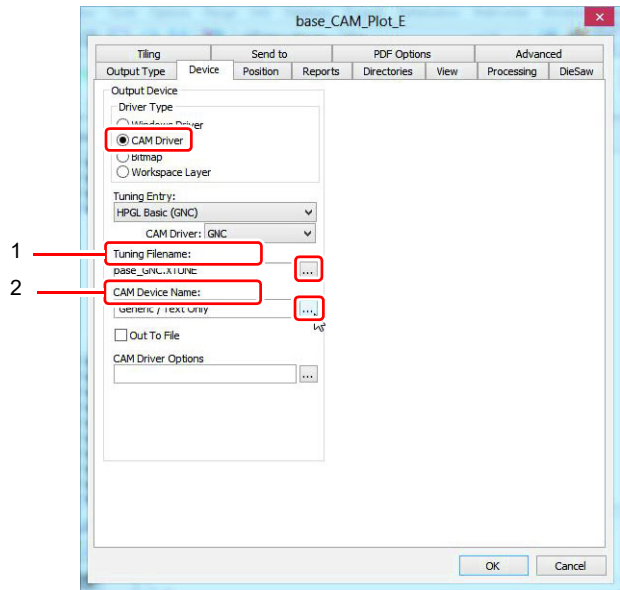 base_CAM_Plot_E
×
Tiling Send to PDF Options Advanced
Output Type Device Position Reports Directories View Processing DieSaw
Output Device
Driver Type
Windows Driver
CAM Driver
Bitmap
Workspace Layer
Tuning Entry:
HPGL Basic (GNC)
CAM Driver: GNC
1
Tuning Filename:
base_GNC.XTUNE ...
2
CAM Device Name:
Generic / Text Only ...
Out To File
CAM Driver Options
...
OK Cancel